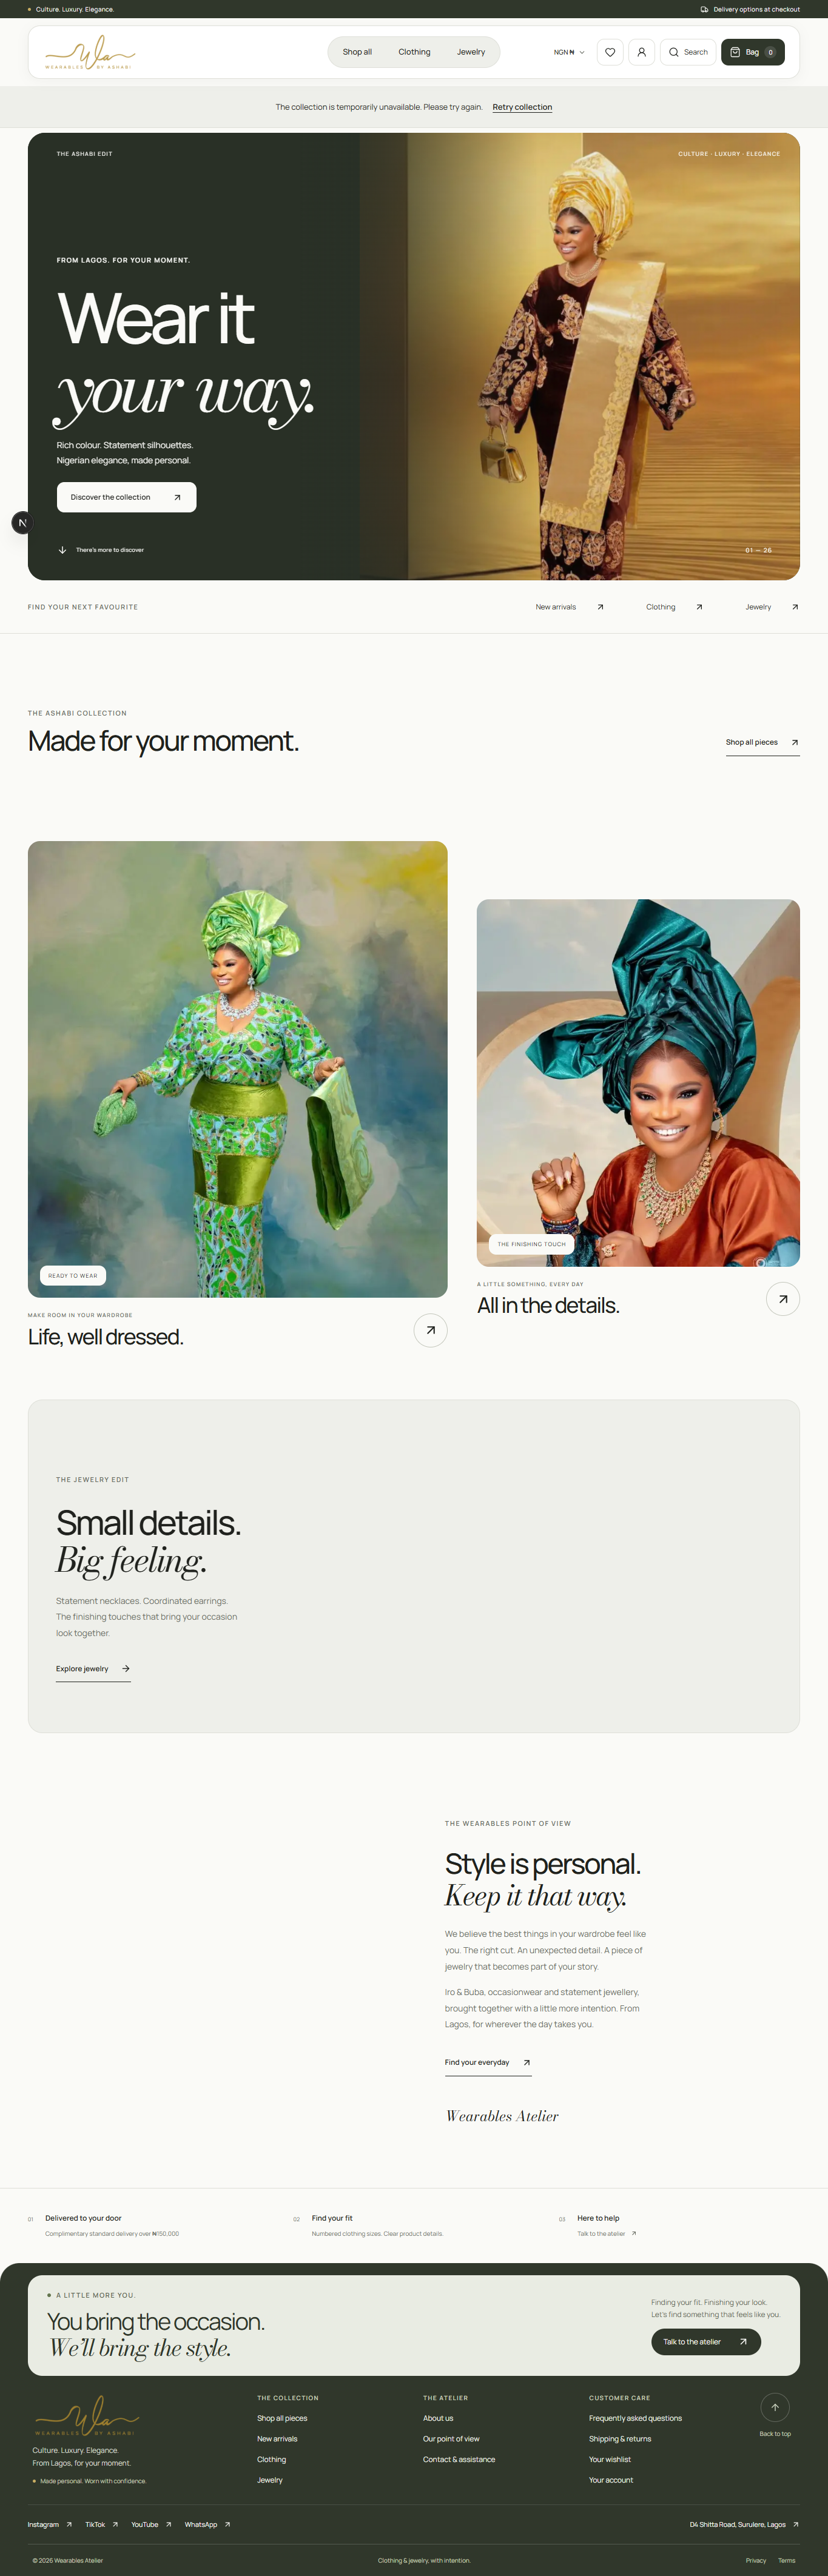 Culture. Luxury. Elegance.
Delivery options at checkout
Wa
WEARABLES BY ASHABI
Shop all
Clothing
Jewelry
NGN ₦
Search
Bag
0
The collection is temporarily unavailable. Please try again.
Retry collection
THE ASHABI EDIT
CULTURE · LUXURY · ELEGANCE
FROM LAGOS. FOR YOUR MOMENT.
Wear it
your way.
Rich colour. Statement silhouettes.
Nigerian elegance, made personal.
Discover the collection
N
There's more to discover
01 — 26
FIND YOUR NEXT FAVOURITE
New arrivals
Clothing
Jewelry
THE ASHABI COLLECTION
Made for your moment.
Shop all pieces
READY TO WEAR
MAKE ROOM IN YOUR WARDROBE
Life, well dressed.
THE FINISHING TOUCH
A LITTLE SOMETHING, EVERY DAY
All in the details.
THE JEWELRY EDIT
Small details.
Big feeling.
Statement necklaces. Coordinated earrings.
The finishing touches that bring your occasion
look together.
Explore jewelry
THE WEARABLES POINT OF VIEW
Style is personal.
Keep it that way.
We believe the best things in your wardrobe feel like
you. The right cut. An unexpected detail. A piece of
jewelry that becomes part of your story.
Iro & Buba, occasionwear and statement jewellery,
brought together with a little more intention. From
Lagos, for wherever the day takes you.
Find your everyday
Wearables Atelier
01
Delivered to your door
Complimentary standard delivery over ₦150,000
02
Find your fit
Numbered clothing sizes. Clear product details.
03
Here to help
Talk to the atelier
A LITTLE MORE YOU.
You bring the occasion.
We'll bring the style.
Finding your fit. Finishing your look.
Let's find something that feels like you.
Talk to the atelier
Wa
WEARABLES BY ASHABI
Culture. Luxury. Elegance.
From Lagos, for your moment.
Made personal. Worn with confidence.
THE COLLECTION
Shop all pieces
New arrivals
Clothing
Jewelry
THE ATELIER
About us
Our point of view
Contact & assistance
CUSTOMER CARE
Frequently asked questions
Shipping & returns
Your wishlist
Your account
Back to top
Instagram
TikTok
YouTube
WhatsApp
D4 Shitta Road, Surulere, Lagos
© 2026 Wearables Atelier
Clothing & jewelry, with intention.
Privacy
Terms